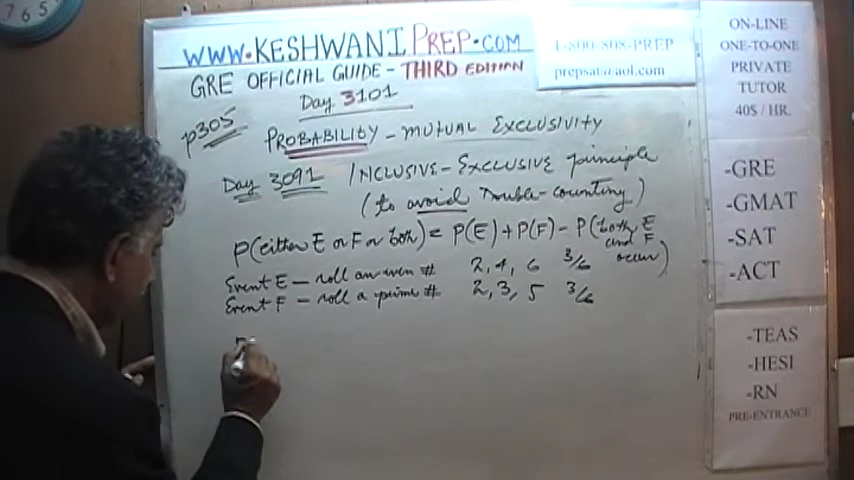 7 6 5
www.KESHWANIPREP.COM
GRE OFFICIAL GUIDE - THIRD EDITION
Day 3101
p305
PROBABILITY - MUTUAL EXCLUSIVITY
Day 3091 INCLUSIVE - EXCLUSIVE principle
(to avoid Double-counting)
P(either E or F or both) = P(E) + P(F) - P(both E and F occur)
Event E - roll an even # 2, 4, 6 3/6
Event F - roll a prime # 2, 3, 5 3/6
1-800-808-PREP
prepsat@aol.com
ON-LINE
ONE-TO-ONE
PRIVATE
TUTOR
40$ / HR.
-GRE
-GMAT
-SAT
-ACT
-TEAS
-HESI
-RN
PRE-ENTRANCE